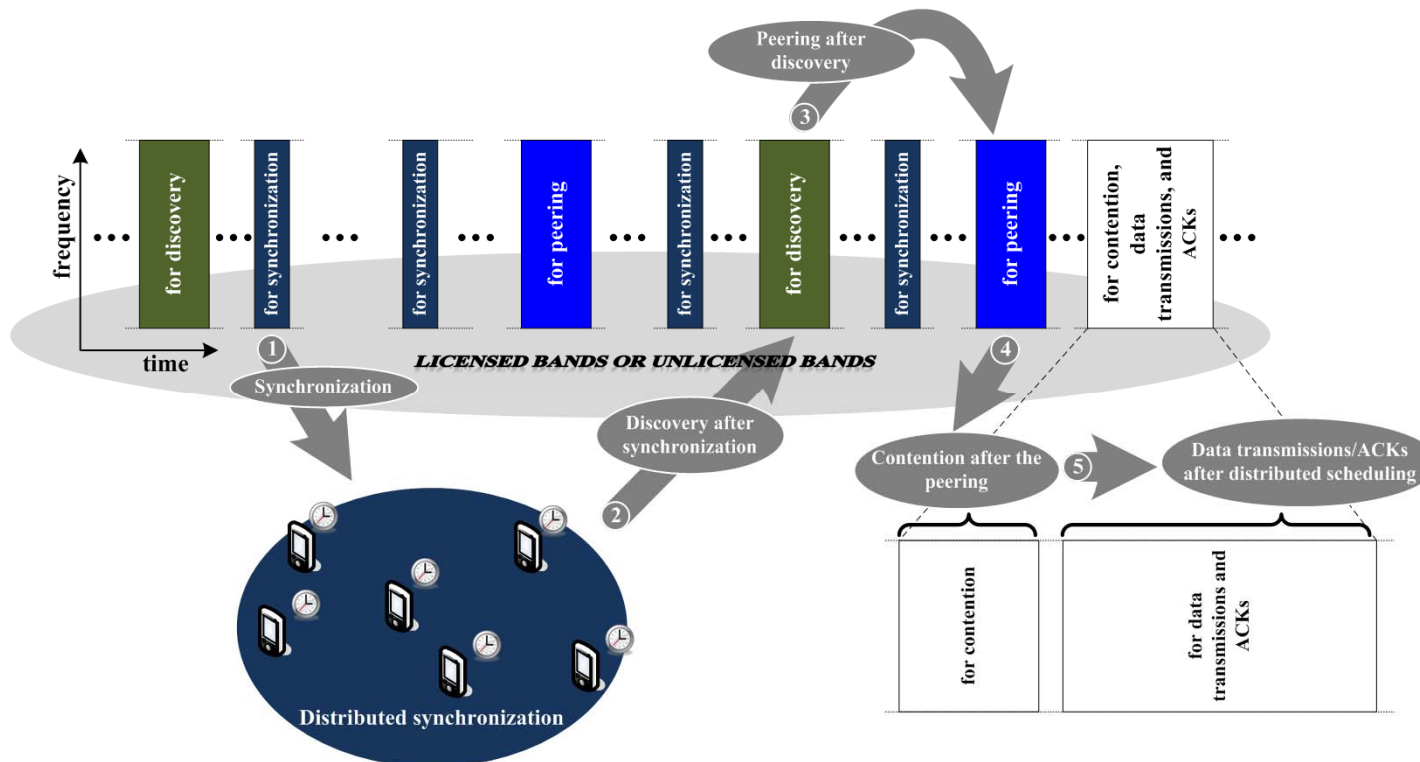 Peering after
discovery
3
frequency
time
for discovery
for synchronization
for synchronization
for peering
for synchronization
for discovery
for synchronization
for peering
for contention,
data
transmissions, and
ACKs
LICENSED BANDS OR UNLICENSED BANDS
1
Synchronization
2
Discovery after
synchronization
4
Contention after the
peering
5
Data transmissions/ACKs
after distributed scheduling
Distributed synchronization
for contention
for data
transmissions and
ACKs